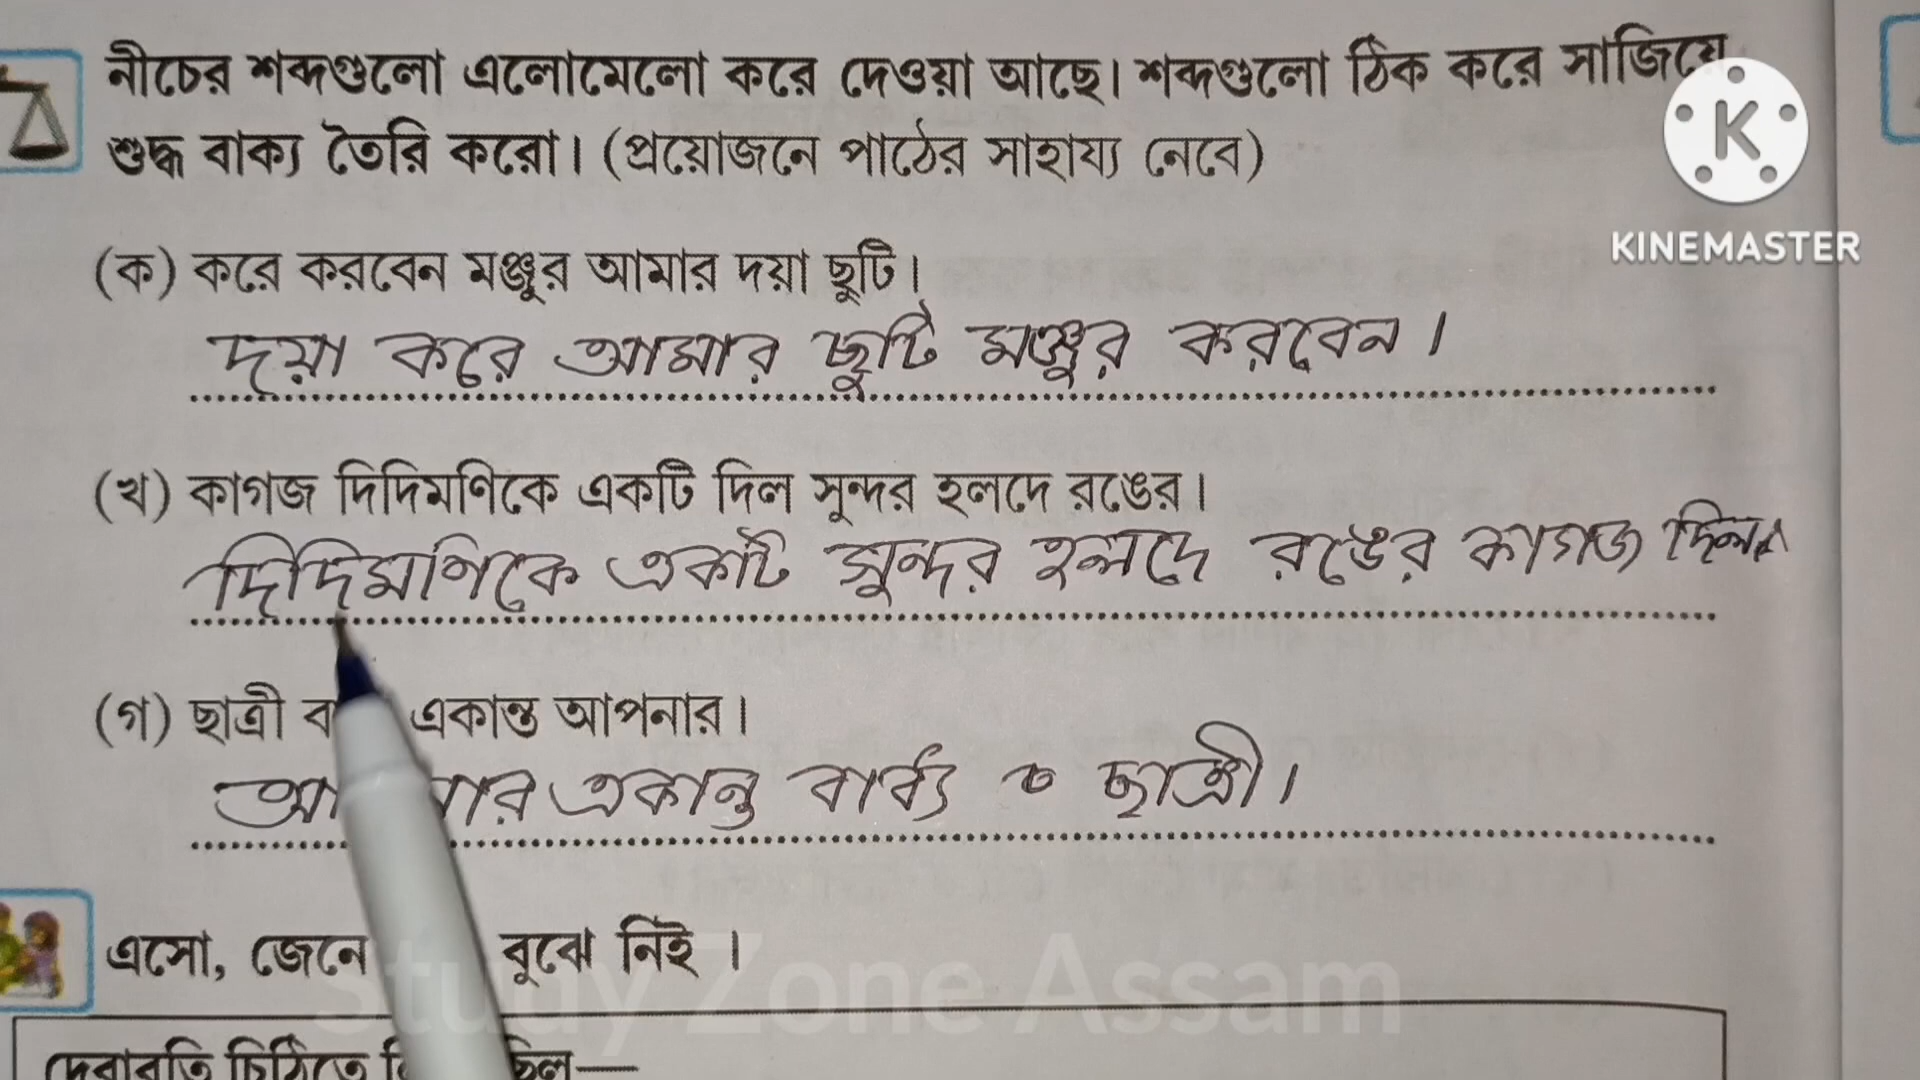 নীচের শব্দগুলো এলোমেলো করে দেওয়া আছে। শব্দগুলো ঠিক করে সাজিয়ে
শুদ্ধ বাক্য তৈরি করো। (প্রয়োজনে পাঠের সাহায্য নেবে)
K
KINEMASTER
(ক) করে করবেন মঞ্জুর আমার দয়া ছুটি।
দয়া করে আমার ছুটি মঞ্জুর করবেন।
(খ) কাগজ দিদিমণিকে একটি দিল সুন্দর হলদে রঙের।
দিদিমণিকে একটি সুন্দর হলদে রঙের কাগজ দিল।
(গ) ছাত্রী একান্ত আপনার।
একান্ত বাধ্য ছাত্রী।
এসো, জেনে বুঝে নিই ।
Study Zone Assam
চিঠিতে